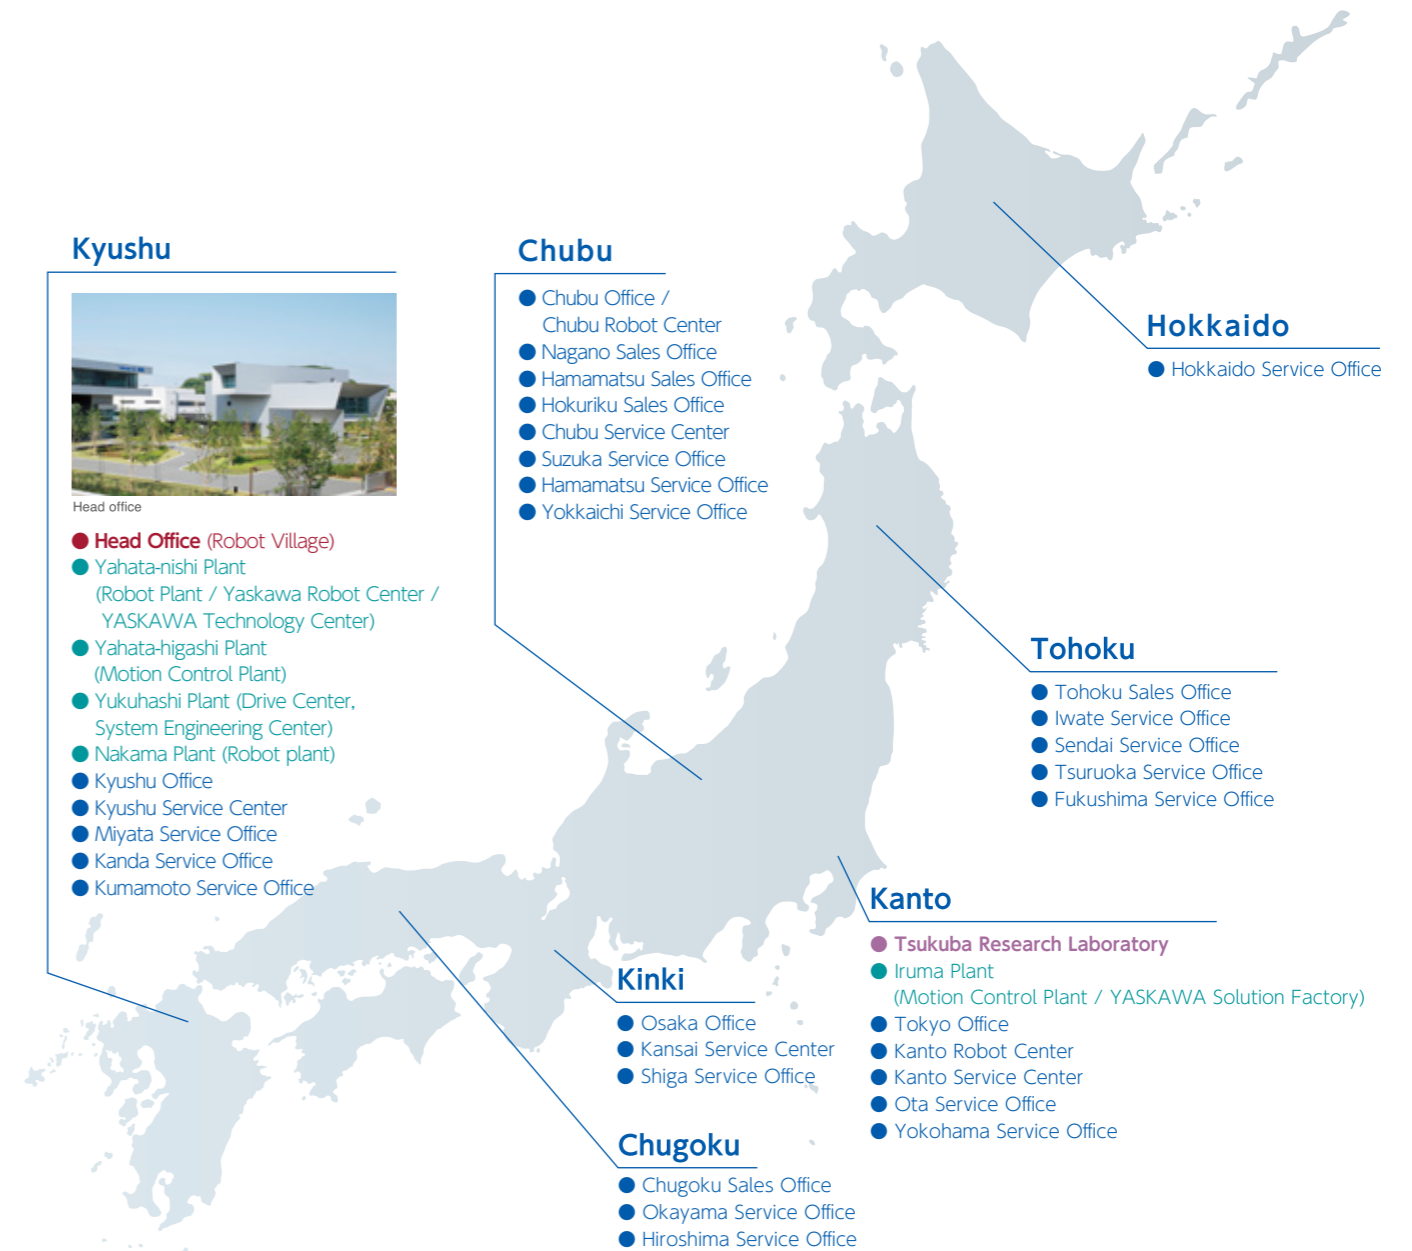 Kyushu
Head office
● Head Office (Robot Village)
● Yahata-nishi Plant
(Robot Plant / Yaskawa Robot Center /
YASKAWA Technology Center)
● Yahata-higashi Plant
(Motion Control Plant)
● Yukuhashi Plant (Drive Center,
System Engineering Center)
● Nakama Plant (Robot plant)
● Kyushu Office
● Kyushu Service Center
● Miyata Service Office
● Kanda Service Office
● Kumamoto Service Office
Chubu
● Chubu Office /
Chubu Robot Center
● Nagano Sales Office
● Hamamatsu Sales Office
● Hokuriku Sales Office
● Chubu Service Center
● Suzuka Service Office
● Hamamatsu Service Office
● Yokkaichi Service Office
Hokkaido
● Hokkaido Service Office
Tohoku
● Tohoku Sales Office
● Iwate Service Office
● Sendai Service Office
● Tsuruoka Service Office
● Fukushima Service Office
Kanto
● Tsukuba Research Laboratory
● Iruma Plant
(Motion Control Plant / YASKAWA Solution Factory)
● Tokyo Office
● Kanto Robot Center
● Kanto Service Center
● Ota Service Office
● Yokohama Service Office
Kinki
● Osaka Office
● Kansai Service Center
● Shiga Service Office
Chugoku
● Chugoku Sales Office
● Okayama Service Office
● Hiroshima Service Office